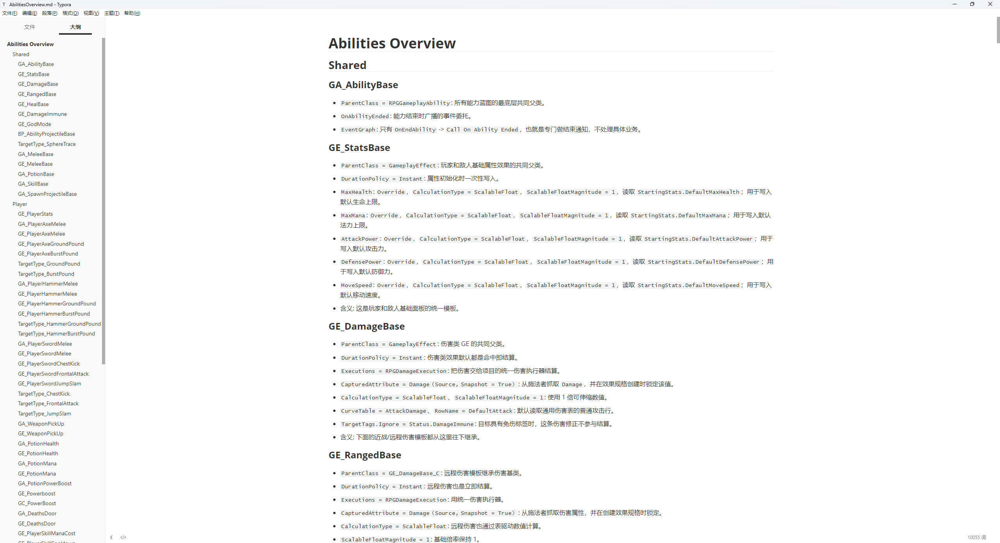 AbilitiesOverview.md - Typora
文件(F) 编辑(E) 段落(P) 格式(O) 视图(V) 主题(T) 帮助(H)
文件 大纲
Abilities Overview
Shared
GA_AbilityBase
GE_StatsBase
GE_DamageBase
GE_RangedBase
GE_HealBase
GE_DamageImmune
GE_GodMode
BP_AbilityProjectileBase
TargetType_SphereTrace
GA_MeleeBase
GE_MeleeBase
GA_PotionBase
GA_SkillBase
GA_SpawnProjectileBase
Player
GE_PlayerStats
GA_PlayerAxeMelee
GE_PlayerAxeMelee
GE_PlayerAxeGroundPound
GE_PlayerAxeBurstPound
TargetType_GroundPound
TargetType_BurstPound
GA_PlayerHammerMelee
GE_PlayerHammerMelee
GE_PlayerHammerGroundPound
GE_PlayerHammerBurstPound
TargetType_HammerGroundPound
TargetType_HammerBurstPound
GA_PlayerSwordMelee
GE_PlayerSwordMelee
GE_PlayerSwordChestKick
GE_PlayerSwordFrontalAttack
GE_PlayerSwordJumpSlam
TargetType_ChestKick
TargetType_FrontalAttack
TargetType_JumpSlam
GA_WeaponPickUp
GE_WeaponPickUp
GA_PotionHealth
GE_PotionHealth
GA_PotionMana
GE_PotionMana
GA_PotionPowerBoost
GE_Powerboost
GC_PowerBoost
GA_DeathsDoor
GE_DeathsDoor
GE_PlayerSkillManaCost
GE_PlayerSkillCooldown
Abilities Overview
Shared
GA_AbilityBase
ParentClass = RPGGameplayAbility: 所有能力蓝图的最底层共同父类。
OnAbilityEnded: 能力结束时广播的事件委托。
EventGraph: 只有 OnEndAbility -> Call On Ability Ended，也就是专门做结束通知，不处理具体业务。
GE_StatsBase
ParentClass = GameplayEffect: 玩家和敌人基础属性效果的共同父类。
DurationPolicy = Instant: 属性初始化时一次性写入。
MaxHealth: Override，CalculationType = ScalableFloat，ScalableFloatMagnitude = 1，读取 StartingStats.DefaultMaxHealth；用于写入
默认生命上限。
MaxMana: Override，CalculationType = ScalableFloat，ScalableFloatMagnitude = 1，读取 StartingStats.DefaultMaxMana；用于写入默认
法力上限。
AttackPower: Override，CalculationType = ScalableFloat，ScalableFloatMagnitude = 1，读取 StartingStats.DefaultAttackPower；用于
写入默认攻击力。
DefensePower: Override，CalculationType = ScalableFloat，ScalableFloatMagnitude = 1，读取 StartingStats.DefaultDefensePower；用
于写入默认防御力。
MoveSpeed: Override，CalculationType = ScalableFloat，ScalableFloatMagnitude = 1，读取 StartingStats.DefaultMoveSpeed；用于写入
默认移动速度。
含义: 这是玩家和敌人基础面板的统一模板。
GE_DamageBase
ParentClass = GameplayEffect: 伤害类 GE 的共同父类。
DurationPolicy = Instant: 伤害类效果默认都是命中即结算。
Executions = RPGDamageExecution: 把伤害交给项目的统一伤害执行器结算。
CapturedAttribute = Damage（Source，Snapshot = True）: 从施法者抓取 Damage，并在效果规格创建时锁定该值。
CalculationType = ScalableFloat、ScalableFloatMagnitude = 1: 使用 1 倍可伸缩数值。
CurveTable = AttackDamage、RowName = DefaultAttack: 默认读取通用伤害表的普通攻击行。
TargetTags.Ignore = Status.DamageImmune: 目标具有免伤标签时，这条伤害修正不参与结算。
含义: 下面的近战/远程伤害模板都从这里往下继承。
GE_RangedBase
ParentClass = GE_DamageBase_C: 远程伤害模板继承伤害基类。
DurationPolicy = Instant: 远程伤害也是立即结算。
Executions = RPGDamageExecution: 用统一伤害执行器。
CapturedAttribute = Damage（Source，Snapshot = True）: 从施法者抓取伤害属性，并在创建效果规格时锁定。
CalculationType = ScalableFloat: 远程伤害也通过表驱动数值计算。
ScalableFloatMagnitude = 1: 基础倍率保持 1。
10055 词